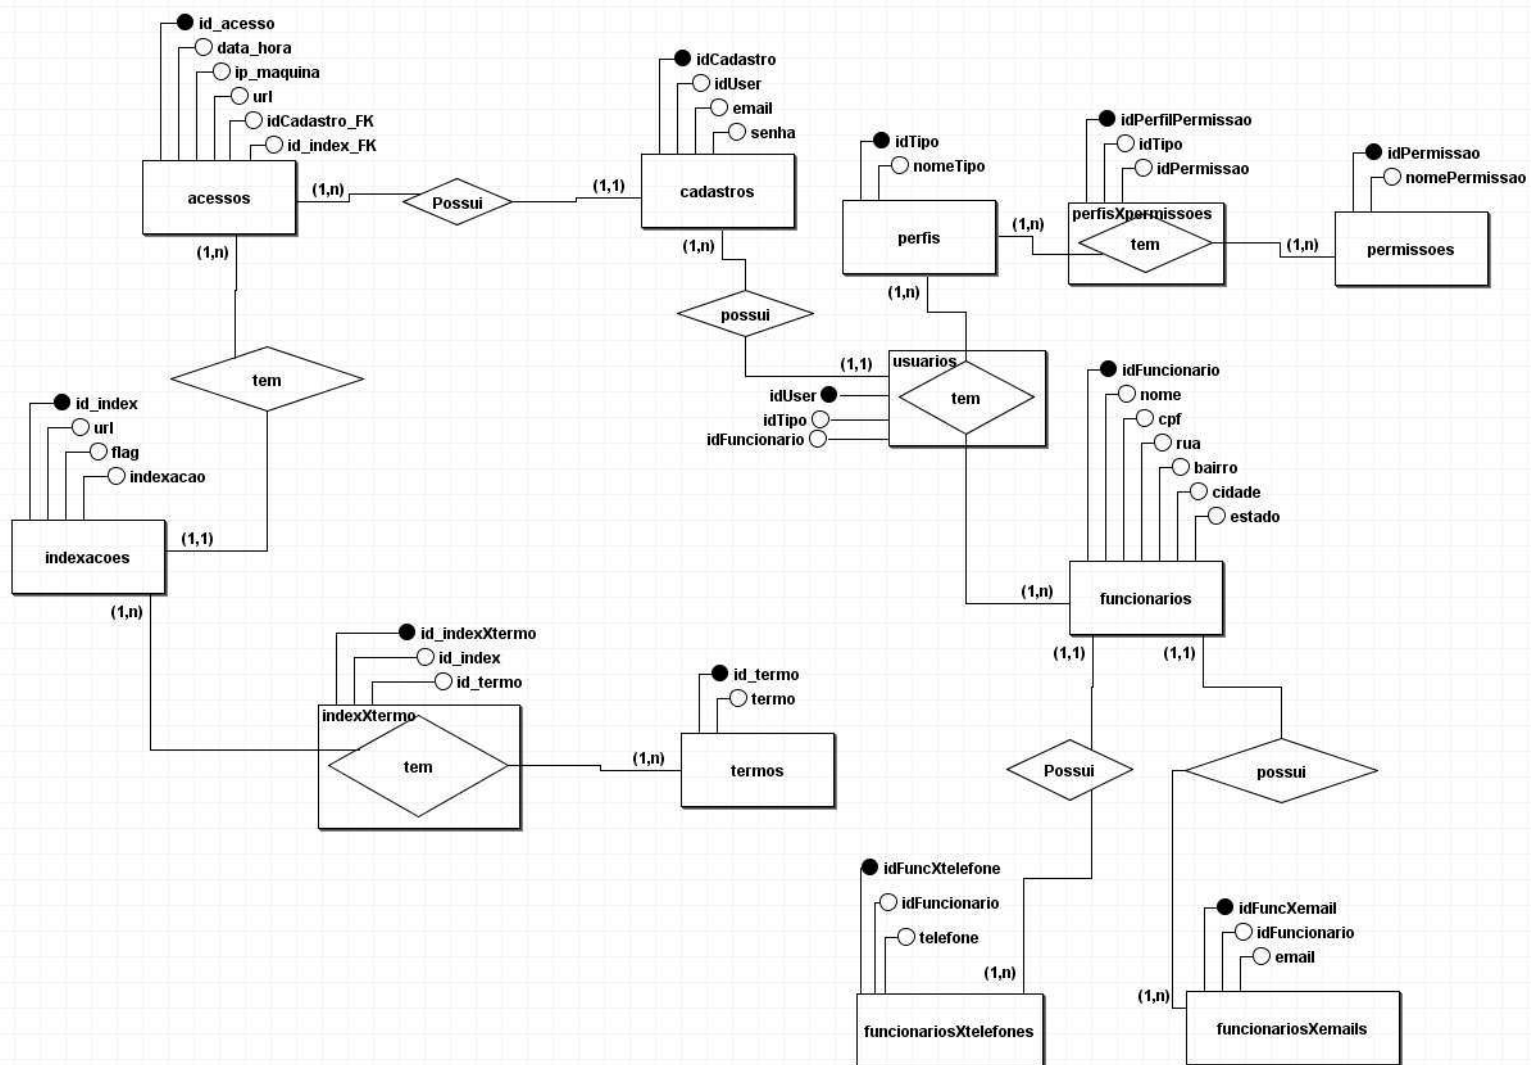 id_acesso
data_hora
ip_maquina
url
idCadastro_FK
id_index_FK
acessos
(1,n)
Possui
(1,1)
idCadastro
idUser
email
senha
cadastros
(1,n)
possui
(1,1)
idTipo
nomeTipo
perfis
(1,n)
(1,n)
idPerfilPermissao
idTipo
idPermissao
perfisXpermissoes
tem
(1,n)
idPermissao
nomePermissao
permissoes
usuarios
tem
idUser
idTipo
idFuncionario
(1,n)
idFuncionario
nome
cpf
rua
bairro
cidade
estado
funcionarios
(1,1)
(1,1)
(1,n)
tem
(1,1)
id_index
url
flag
indexacao
indexacoes
(1,n)
id_indexXtermo
id_index
id_termo
indexXtermo
tem
(1,n)
id_termo
termo
termos
Possui
possui
idFuncXtelefone
idFuncionario
telefone
(1,n)
funcionariosXtelefones
idFuncXemail
idFuncionario
email
(1,n)
funcionariosXemails